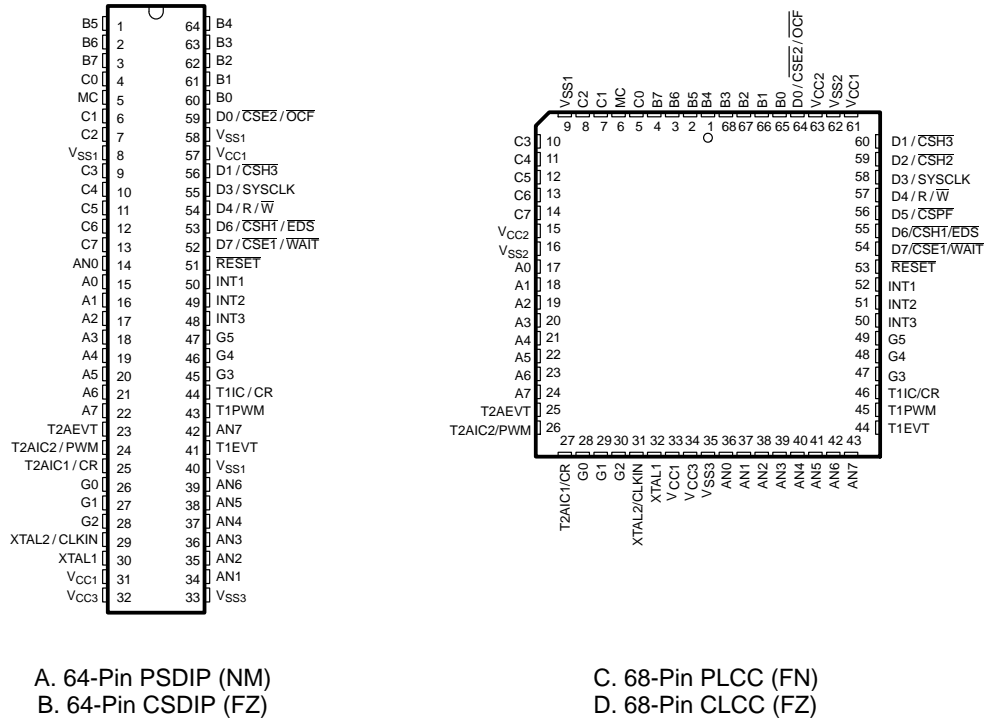 B5 1 64 B4
B6 2 63 B3
B7 3 62 B2
C0 4 61 B1
MC 5 60 B0
C1 6 59 D0/CSE2/OCF
C2 7 58 VSS1
VSS1 8 57 VCC1
C3 9 56 D1/CSH3
C4 10 55 D3/SYSCLK
C5 11 54 D4/R/W
C6 12 53 D6/CSH1/EDS
C7 13 52 D7/CSE1/WAIT
AN0 14 51 RESET
A0 15 50 INT1
A1 16 49 INT2
A2 17 48 INT3
A3 18 47 G5
A4 19 46 G4
A5 20 45 G3
A6 21 44 T1IC/CR
A7 22 43 T1PWM
T2AEVT 23 42 AN7
T2AIC2/PWM 24 41 T1EVT
T2AIC1/CR 25 40 VSS1
G0 26 39 AN6
G1 27 38 AN5
G2 28 37 AN4
XTAL2/CLKIN 29 36 AN3
XTAL1 30 35 AN2
VCC1 31 34 AN1
VCC3 32 33 VSS3
A. 64-Pin PSDIP (NM)
B. 64-Pin CSDIP (FZ)
VSS1 C2 C1 MC C0 B7 B6 B5 B4 B3 B2 B1 B0 D0/CSE2/OCF VCC2 VSS2 VCC1
9 8 7 6 5 4 3 2 1 68 67 66 65 64 63 62 61
C3 10 60 D1/CSH3
C4 11 59 D2/CSH2
C5 12 58 D3/SYSCLK
C6 13 57 D4/R/W
C7 14 56 D5/CSPF
VCC2 15 55 D6/CSH1/EDS
VSS2 16 54 D7/CSE1/WAIT
A0 17 53 RESET
A1 18 52 INT1
A2 19 51 INT2
A3 20 50 INT3
A4 21 49 G5
A5 22 48 G4
A6 23 47 G3
A7 24 46 T1IC/CR
T2AEVT 25 45 T1PWM
T2AIC2/PWM 26 44 T1EVT
27 28 29 30 31 32 33 34 35 36 37 38 39 40 41 42 43
T2AIC1/CR G0 G1 G2 XTAL2/CLKIN XTAL1 VCC1 VCC3 VSS3 AN0 AN1 AN2 AN3 AN4 AN5 AN6 AN7
C. 68-Pin PLCC (FN)
D. 68-Pin CLCC (FZ)